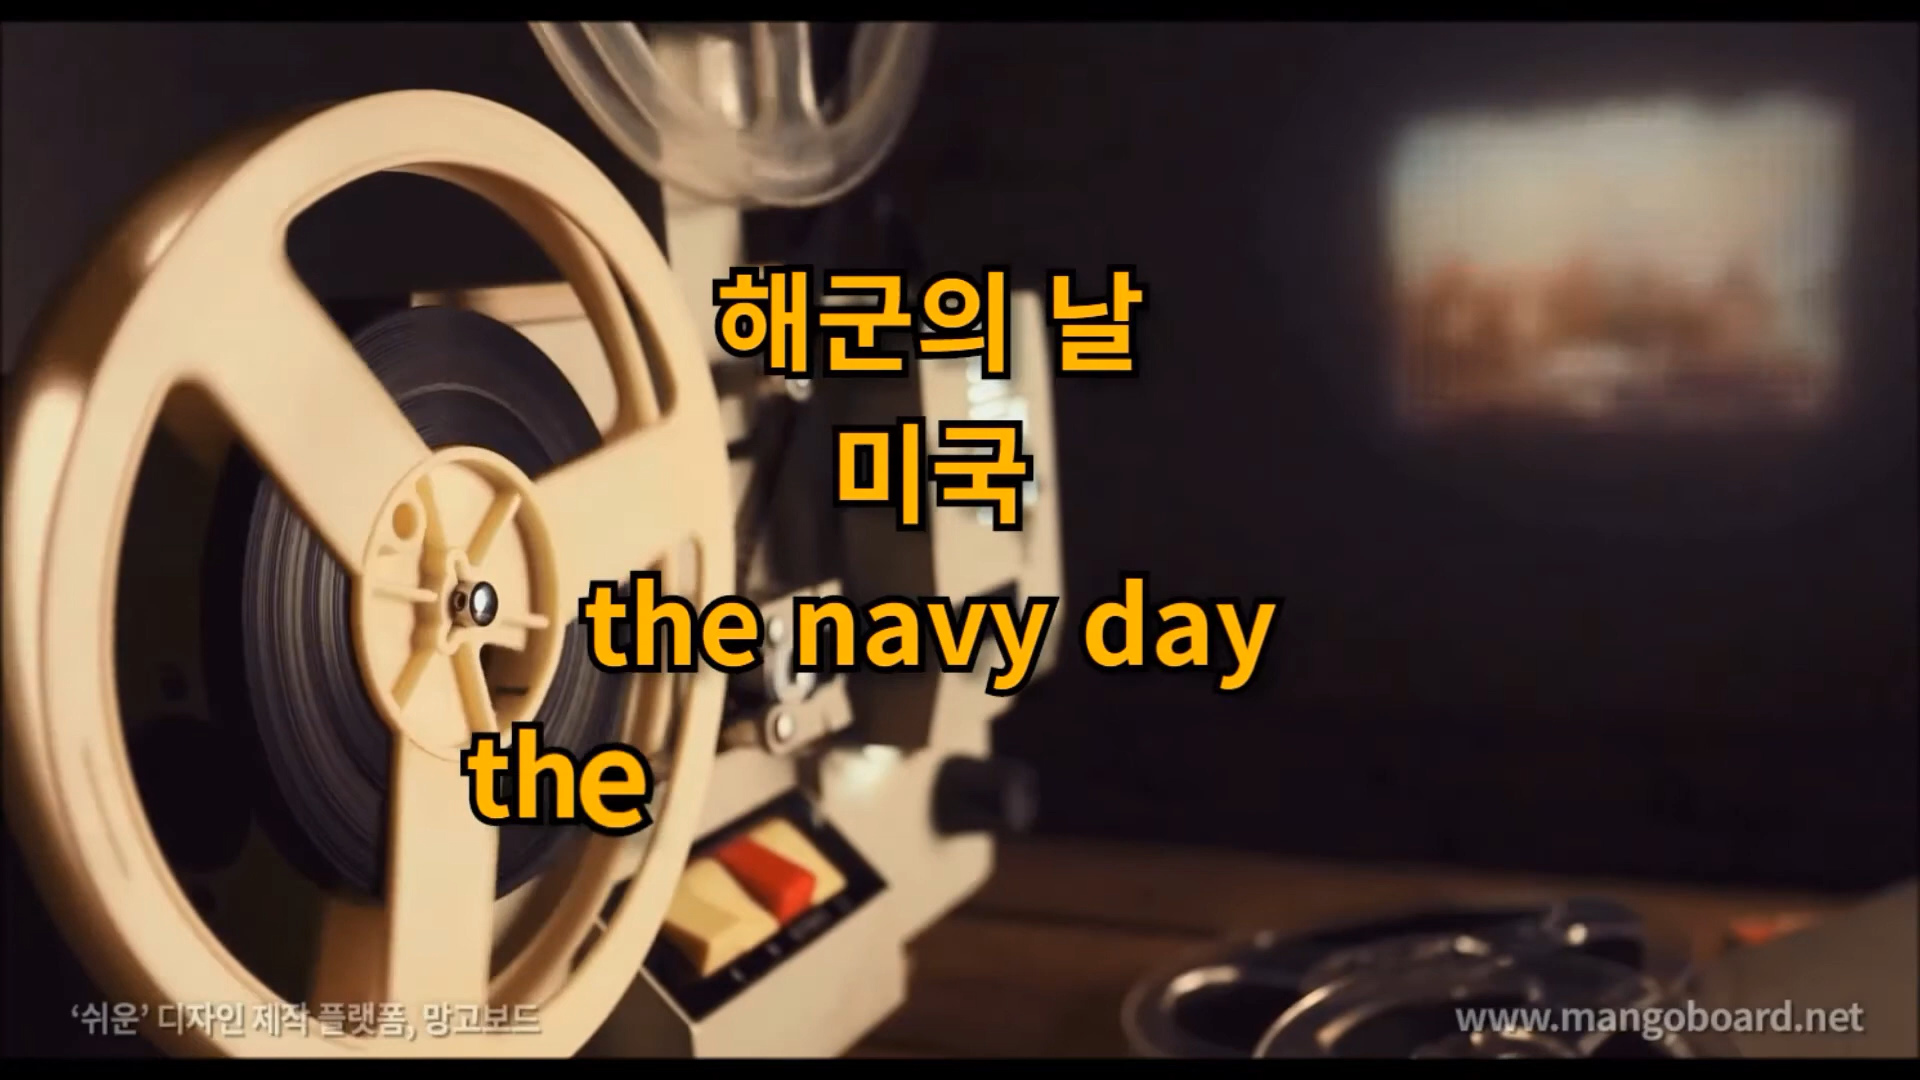 해군의 날
미국
the navy day
the
‘쉬운’ 디자인 제작 플랫폼, 망고보드
www.mangoboard.net